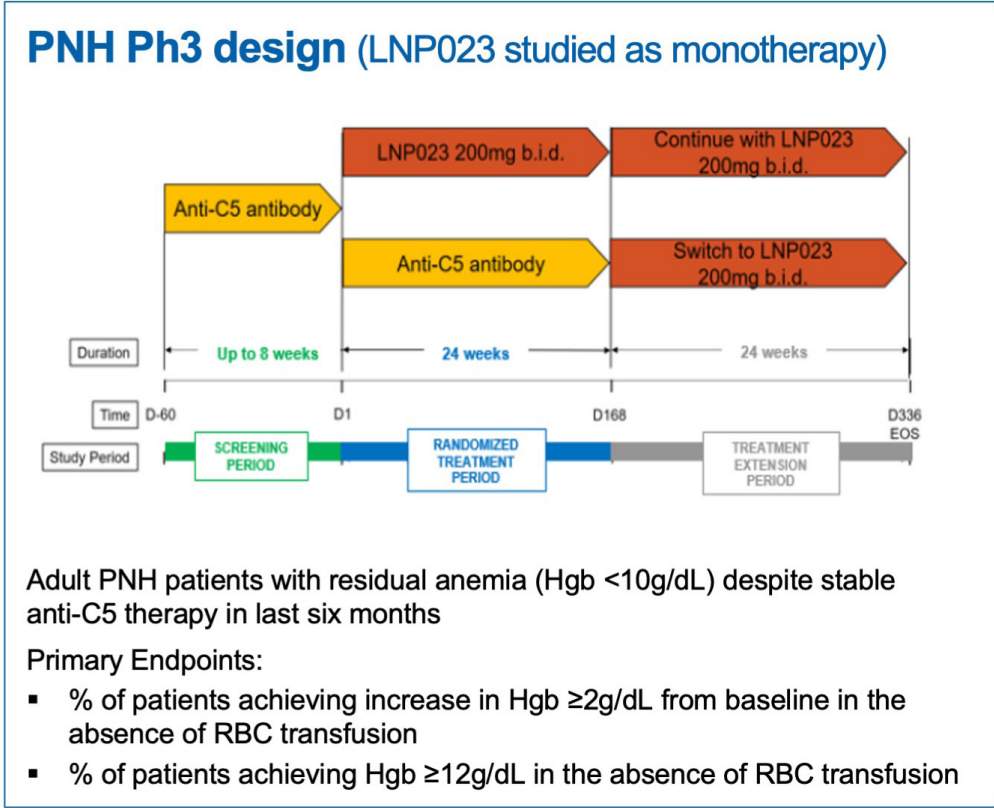 PNH Ph3 design (LNP023 studied as monotherapy)
LNP023 200mg b.i.d.
Continue with LNP023
200mg b.i.d.
Anti-C5 antibody
Anti-C5 antibody
Switch to LNP023
200mg b.i.d.
Duration
Up to 8 weeks
24 weeks
24 weeks
Time
D-60
D1
D168
D336
EOS
Study Period
SCREENING
PERIOD
RANDOMIZED
TREATMENT
PERIOD
TREATMENT
EXTENSION
PERIOD
Adult PNH patients with residual anemia (Hgb <10g/dL) despite stable
anti-C5 therapy in last six months
Primary Endpoints:
▪ % of patients achieving increase in Hgb ≥2g/dL from baseline in the
absence of RBC transfusion
▪ % of patients achieving Hgb ≥12g/dL in the absence of RBC transfusion